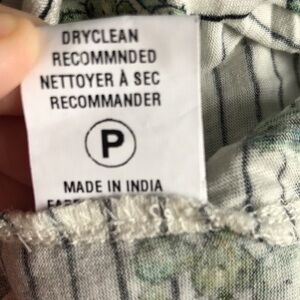 DRYCLEAN
RECOMMNDED
NETTOYER À SEC
RECOMMANDER
P
MADE IN INDIA